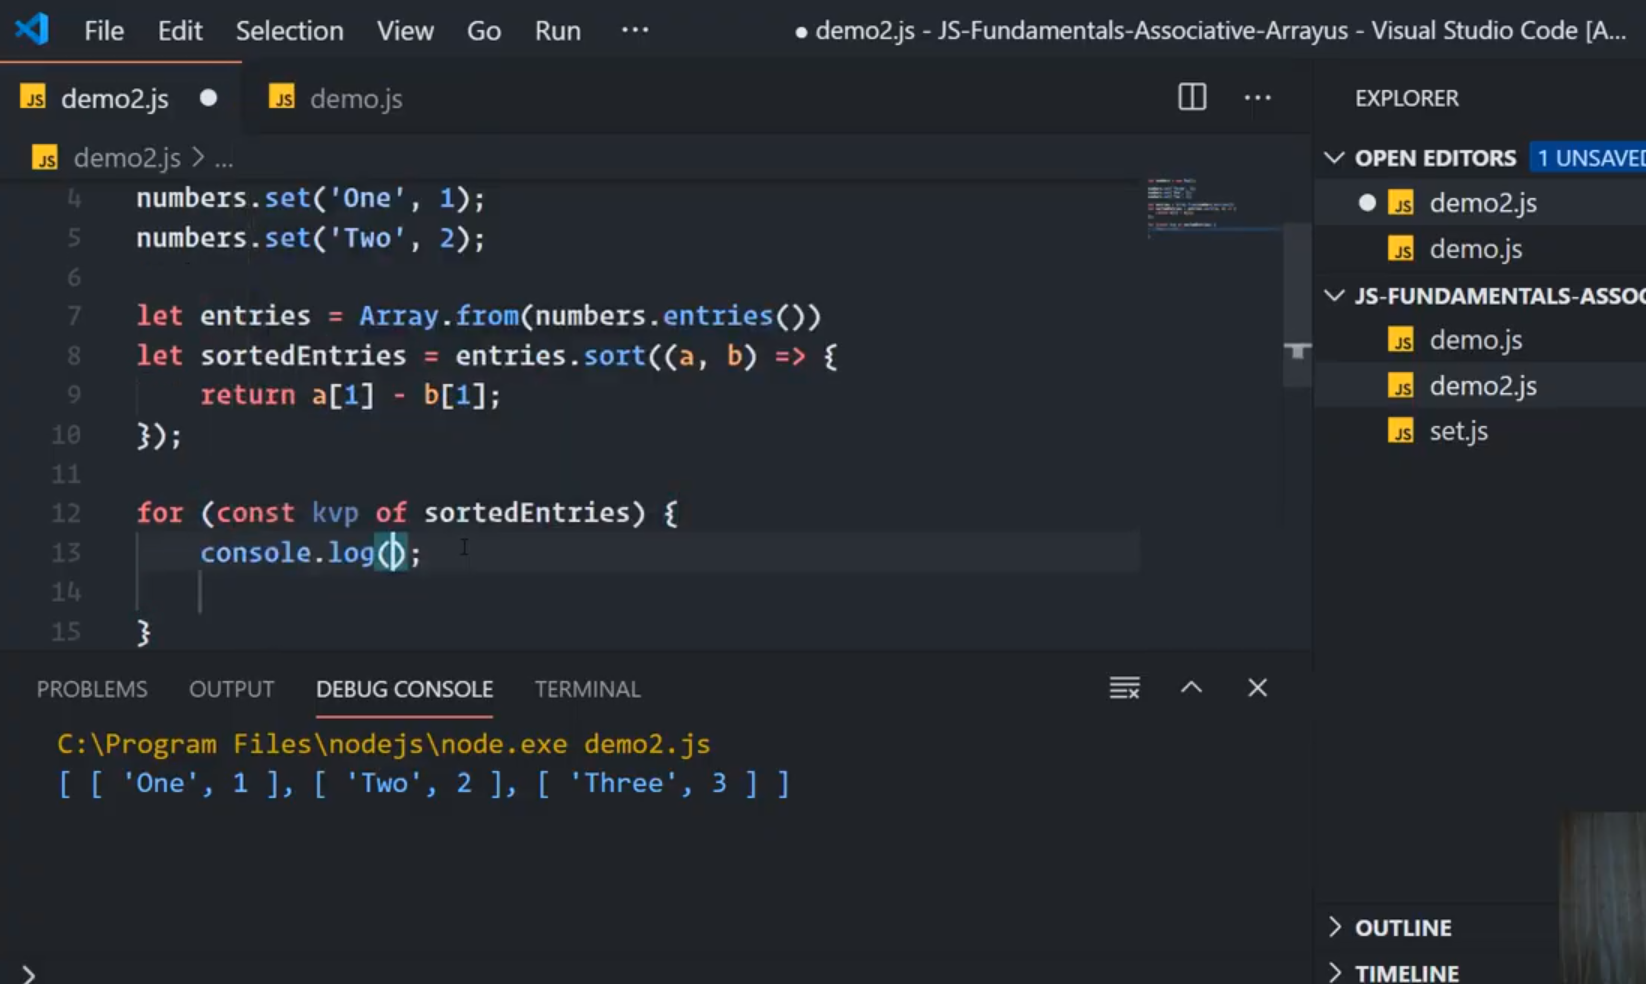 File Edit Selection View Go Run ··· ● demo2.js - JS-Fundamentals-Associative-Arrayus - Visual Studio Code [A...
JS demo2.js ● JS demo.js ···
JS demo2.js > ...
4 numbers.set('One', 1);
5 numbers.set('Two', 2);
6
7 let entries = Array.from(numbers.entries())
8 let sortedEntries = entries.sort((a, b) => {
9 return a[1] - b[1];
10 });
11
12 for (const kvp of sortedEntries) {
13 console.log();
14
15 }
PROBLEMS OUTPUT DEBUG CONSOLE TERMINAL
C:\Program Files\nodejs\node.exe demo2.js
[ [ 'One', 1 ], [ 'Two', 2 ], [ 'Three', 3 ] ]
>
EXPLORER
OPEN EDITORS 1 UNSAVED
● JS demo2.js
JS demo.js
JS-FUNDAMENTALS-ASSOC
JS demo.js
JS demo2.js
JS set.js
OUTLINE
TIMELINE